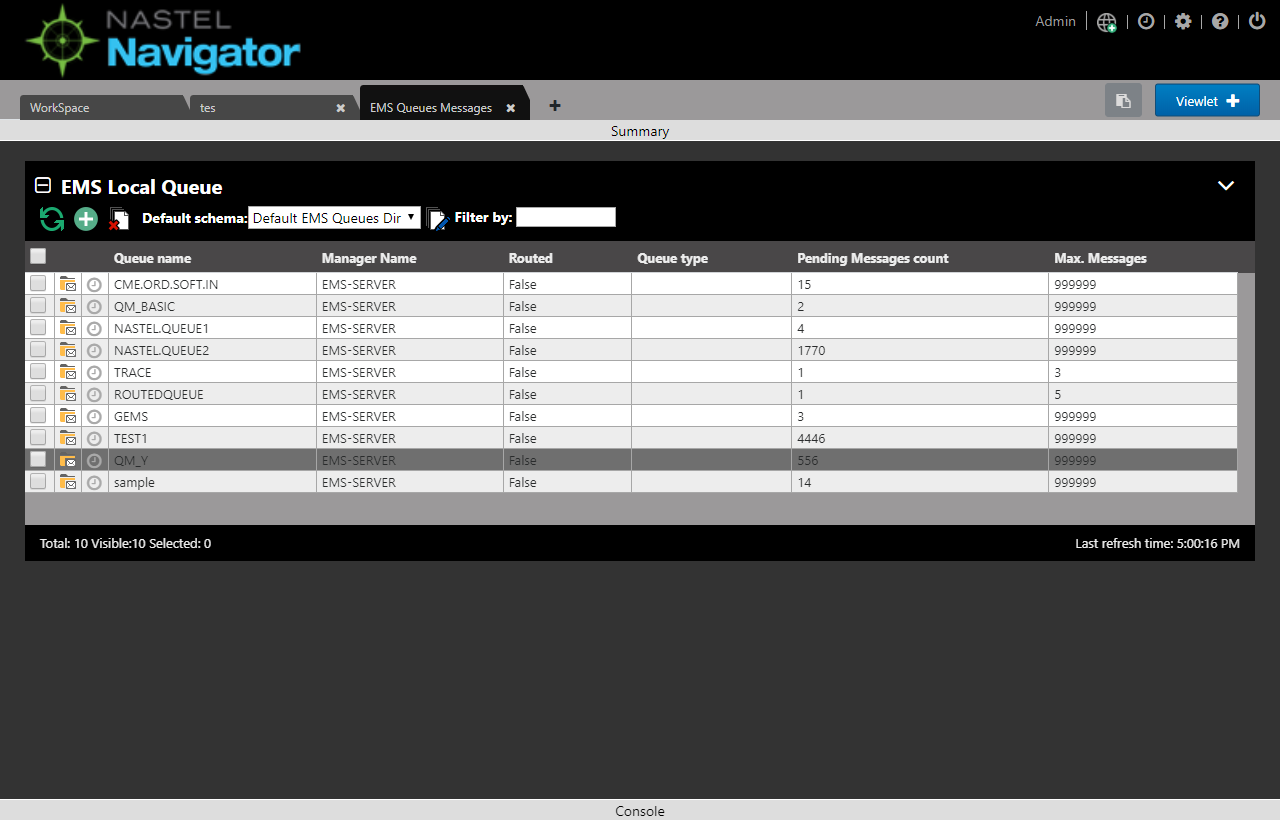 NASTEL
Navigator
Admin
WorkSpace
tes
EMS Queues Messages
Viewlet
Summary
EMS Local Queue
Default schema: Default EMS Queues Dir Filter by:
Queue name Manager Name Routed Queue type Pending Messages count Max. Messages
CME.ORD.SOFT.IN EMS-SERVER False 15 999999
QM_BASIC EMS-SERVER False 2 999999
NASTEL.QUEUE1 EMS-SERVER False 4 999999
NASTEL.QUEUE2 EMS-SERVER False 1770 999999
TRACE EMS-SERVER False 1 3
ROUTEDQUEUE EMS-SERVER False 1 5
GEMS EMS-SERVER False 3 999999
TEST1 EMS-SERVER False 4446 999999
QM_Y EMS-SERVER False 556 999999
sample EMS-SERVER False 14 999999
Total: 10 Visible:10 Selected: 0
Last refresh time: 5:00:16 PM
Console